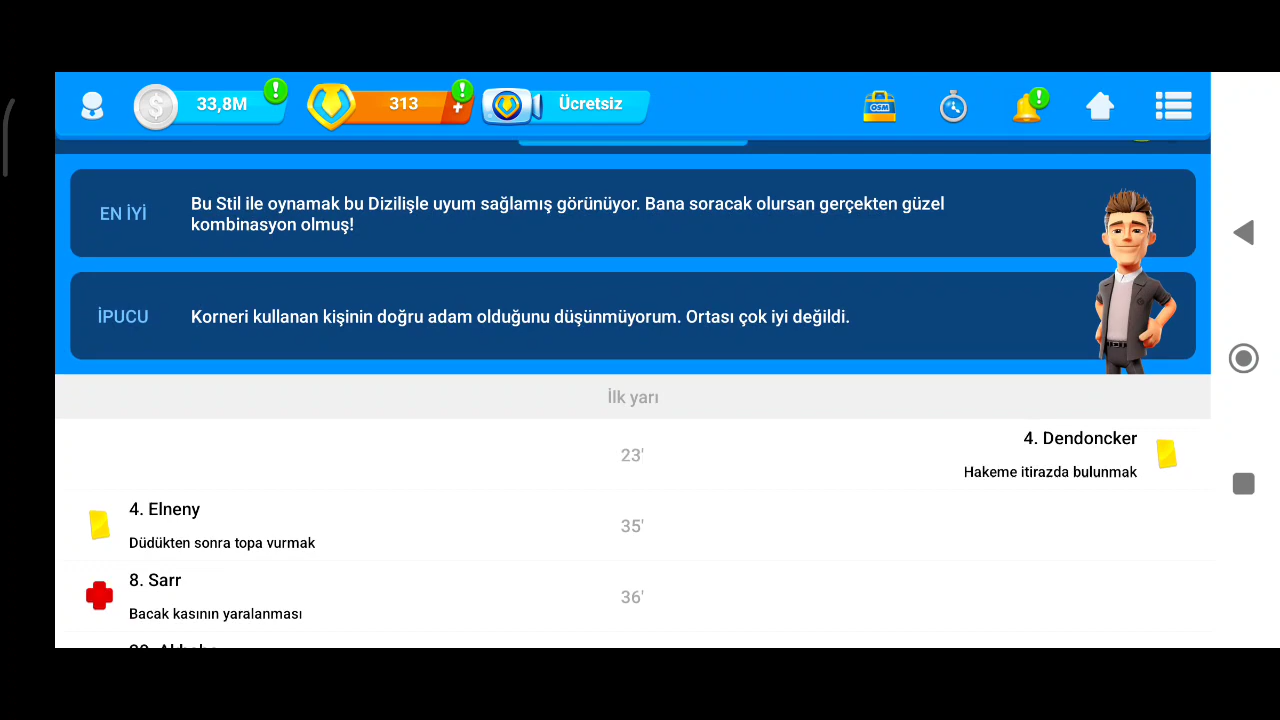 33,8M
313
+
Ücretsiz
OSM
EN İYİ
Bu Stil ile oynamak bu Dizilişle uyum sağlamış görünüyor. Bana soracak olursan gerçekten güzel
kombinasyon olmuş!
İPUCU
Korneri kullanan kişinin doğru adam olduğunu düşünmüyorum. Ortası çok iyi değildi.
İlk yarı
4. Dendoncker
23'
Hakeme itirazda bulunmak
4. Elneny
35'
Düdükten sonra topa vurmak
8. Sarr
36'
Bacak kasının yaralanması